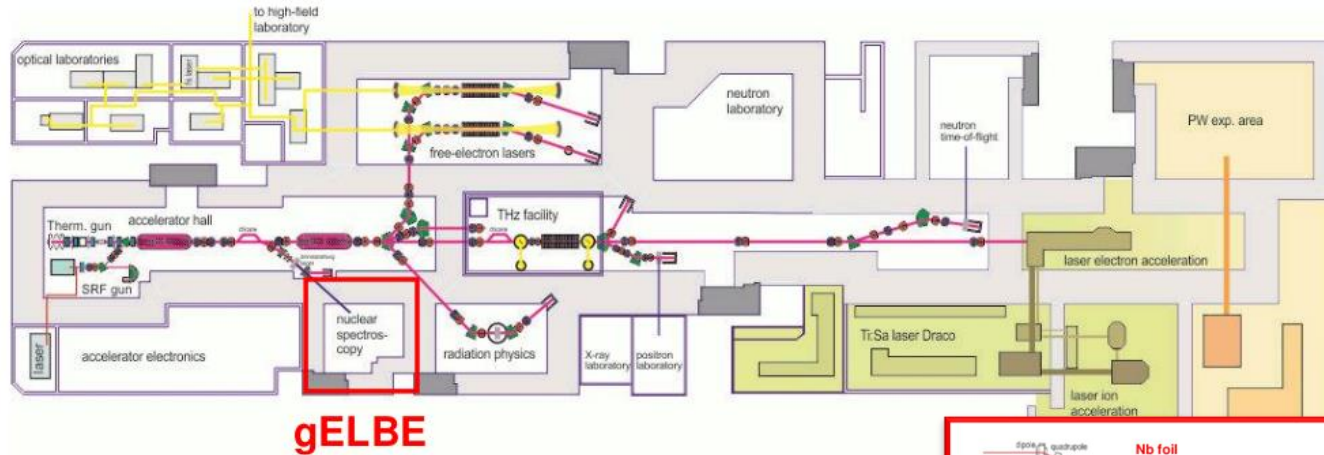 to high-field
laboratory
optical laboratories
fs laser
neutron
laboratory
neutron
time-of-flight
PW exp. area
free-electron lasers
Therm. gun
accelerator hall
THz facility
SRF gun
laser electron acceleration
nuclear
spectros-
copy
laser
accelerator electronics
radiation physics
X-ray
laboratory
positron
laboratory
Ti:Sa laser Draco
laser ion
acceleration
gELBE
dipole
quadrupole
Nb foil